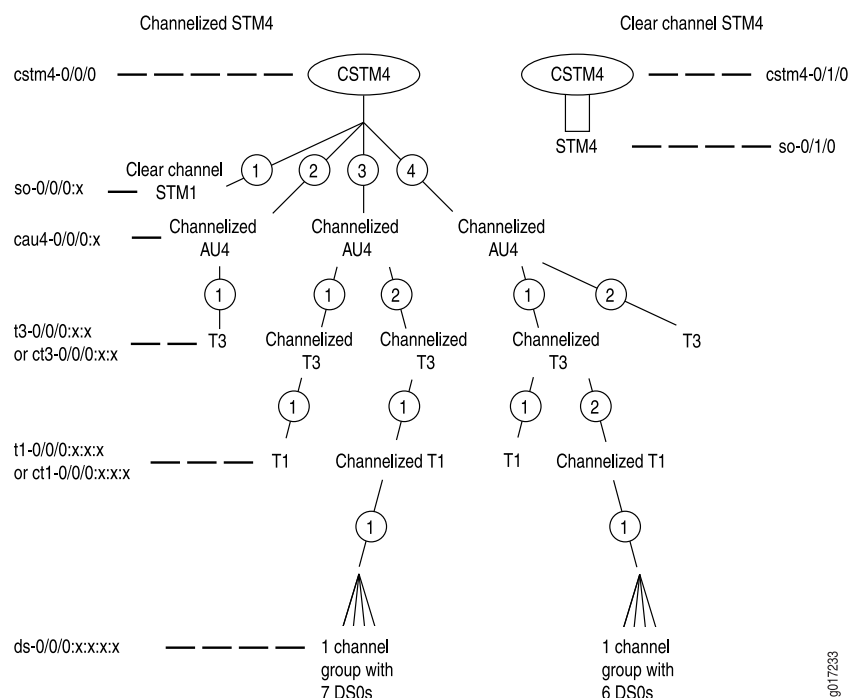 Channelized STM4
Clear channel STM4
cstm4-0/0/0
CSTM4
CSTM4
cstm4-0/1/0
STM4
so-0/1/0
so-0/0/0:x
Clear channel
STM1
1
2
3
4
cau4-0/0/0:x
Channelized
AU4
Channelized
AU4
Channelized
AU4
1
1
2
1
2
t3-0/0/0:x:x
or ct3-0/0/0:x:x
T3
Channelized
T3
Channelized
T3
Channelized
T3
T3
1
1
1
2
t1-0/0/0:x:x:x
or ct1-0/0/0:x:x:x
T1
Channelized T1
T1
Channelized T1
1
1
ds-0/0/0:x:x:x:x
1 channel
group with
7 DS0s
1 channel
group with
6 DS0s
g017233